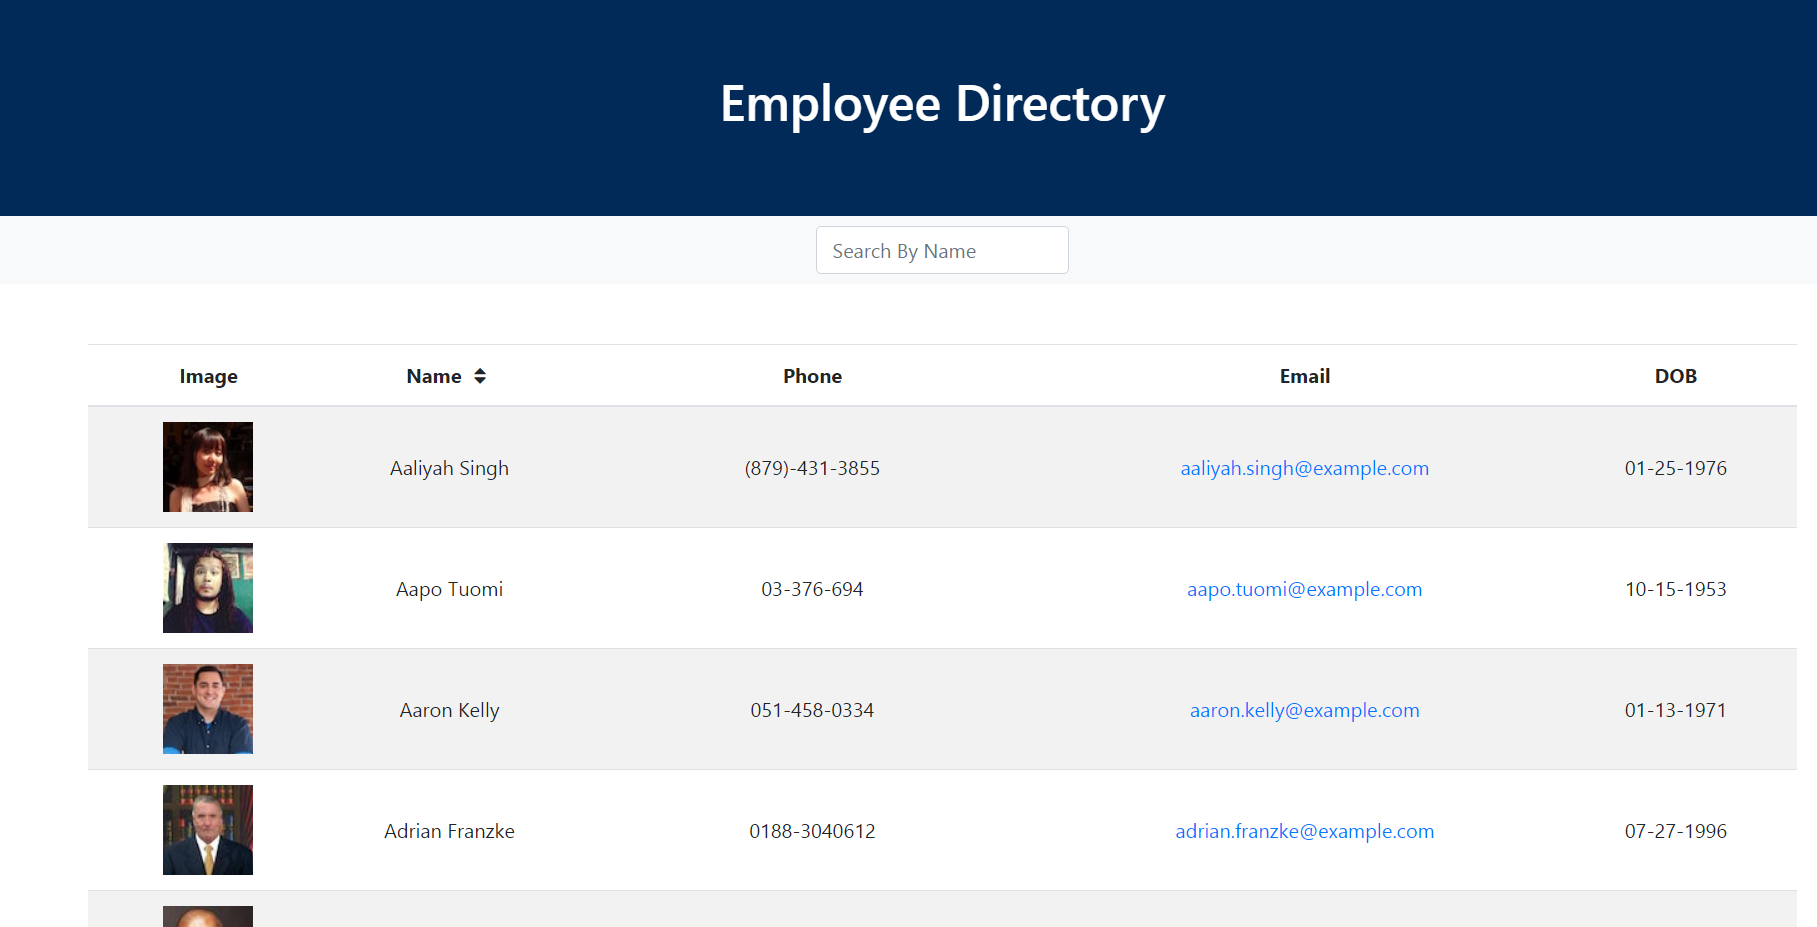 Employee Directory
Search By Name
Image Name Phone Email DOB
Aaliyah Singh (879)-431-3855 aaliyah.singh@example.com 01-25-1976
Aapo Tuomi 03-376-694 aapo.tuomi@example.com 10-15-1953
Aaron Kelly 051-458-0334 aaron.kelly@example.com 01-13-1971
Adrian Franzke 0188-3040612 adrian.franzke@example.com 07-27-1996